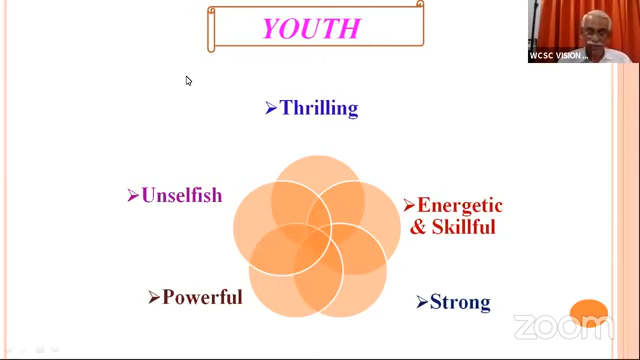 YOUTH
WCSC VISION ...
➢Thrilling
➢Unselfish
➢Energetic
& Skillful
➢Powerful
➢Strong
zoom